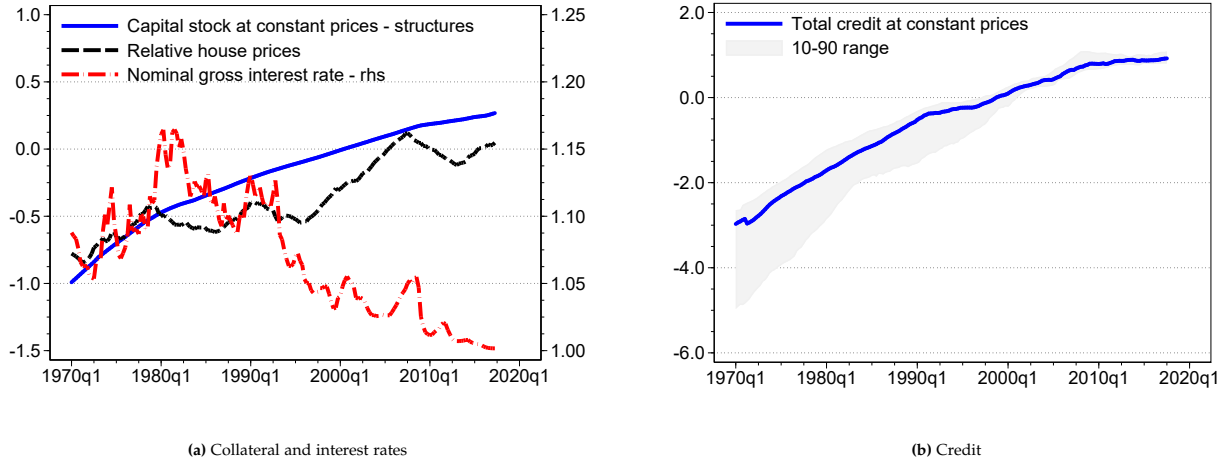 Capital stock at constant prices - structures
Relative house prices
Nominal gross interest rate - rhs
1.0
0.5
0.0
-0.5
-1.0
-1.5
1.25
1.20
1.15
1.10
1.05
1.00
1970q1 1980q1 1990q1 2000q1 2010q1 2020q1
(a) Collateral and interest rates
Total credit at constant prices
10-90 range
2.0
0.0
-2.0
-4.0
-6.0
1970q1 1980q1 1990q1 2000q1 2010q1 2020q1
(b) Credit